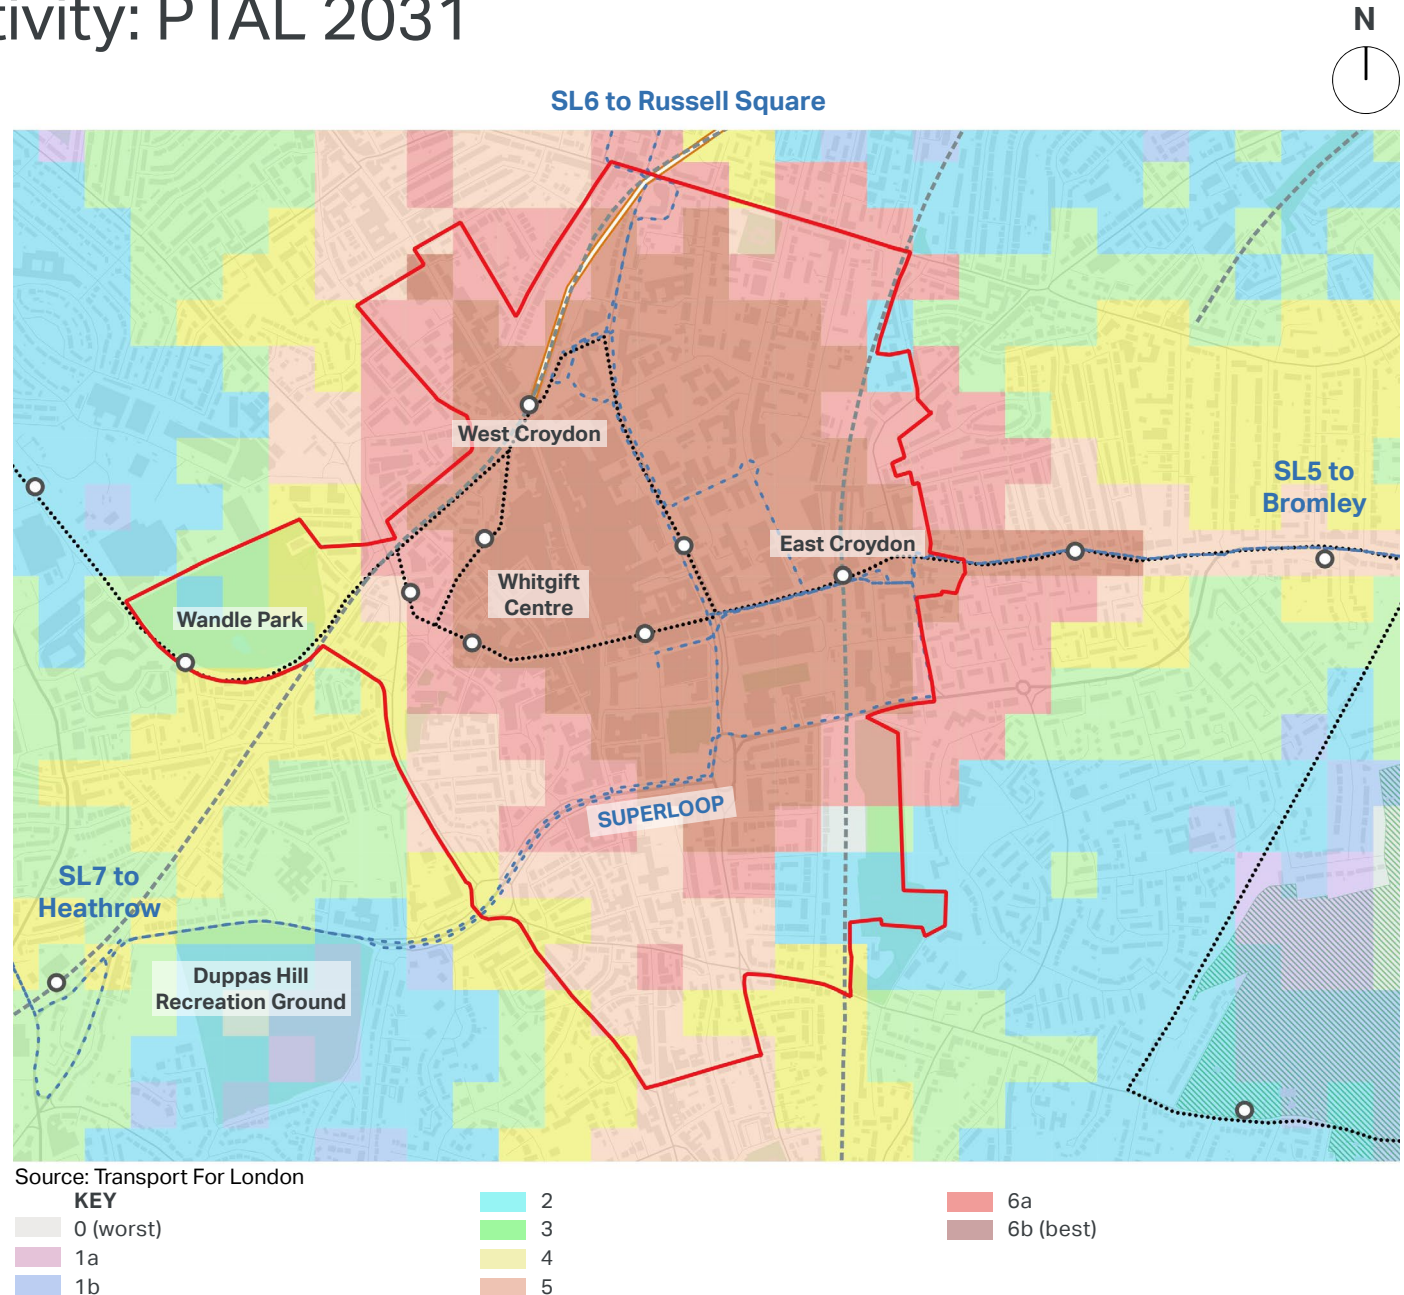 tivity: PTAL 2031
N
SL6 to Russell Square
West Croydon
SL5 to
Bromley
East Croydon
Whitgift
Centre
Wandle Park
SUPERLOOP
SL7 to
Heathrow
Duppas Hill
Recreation Ground
Source: Transport For London
KEY
0 (worst)
1a
1b
2
3
4
5
6a
6b (best)